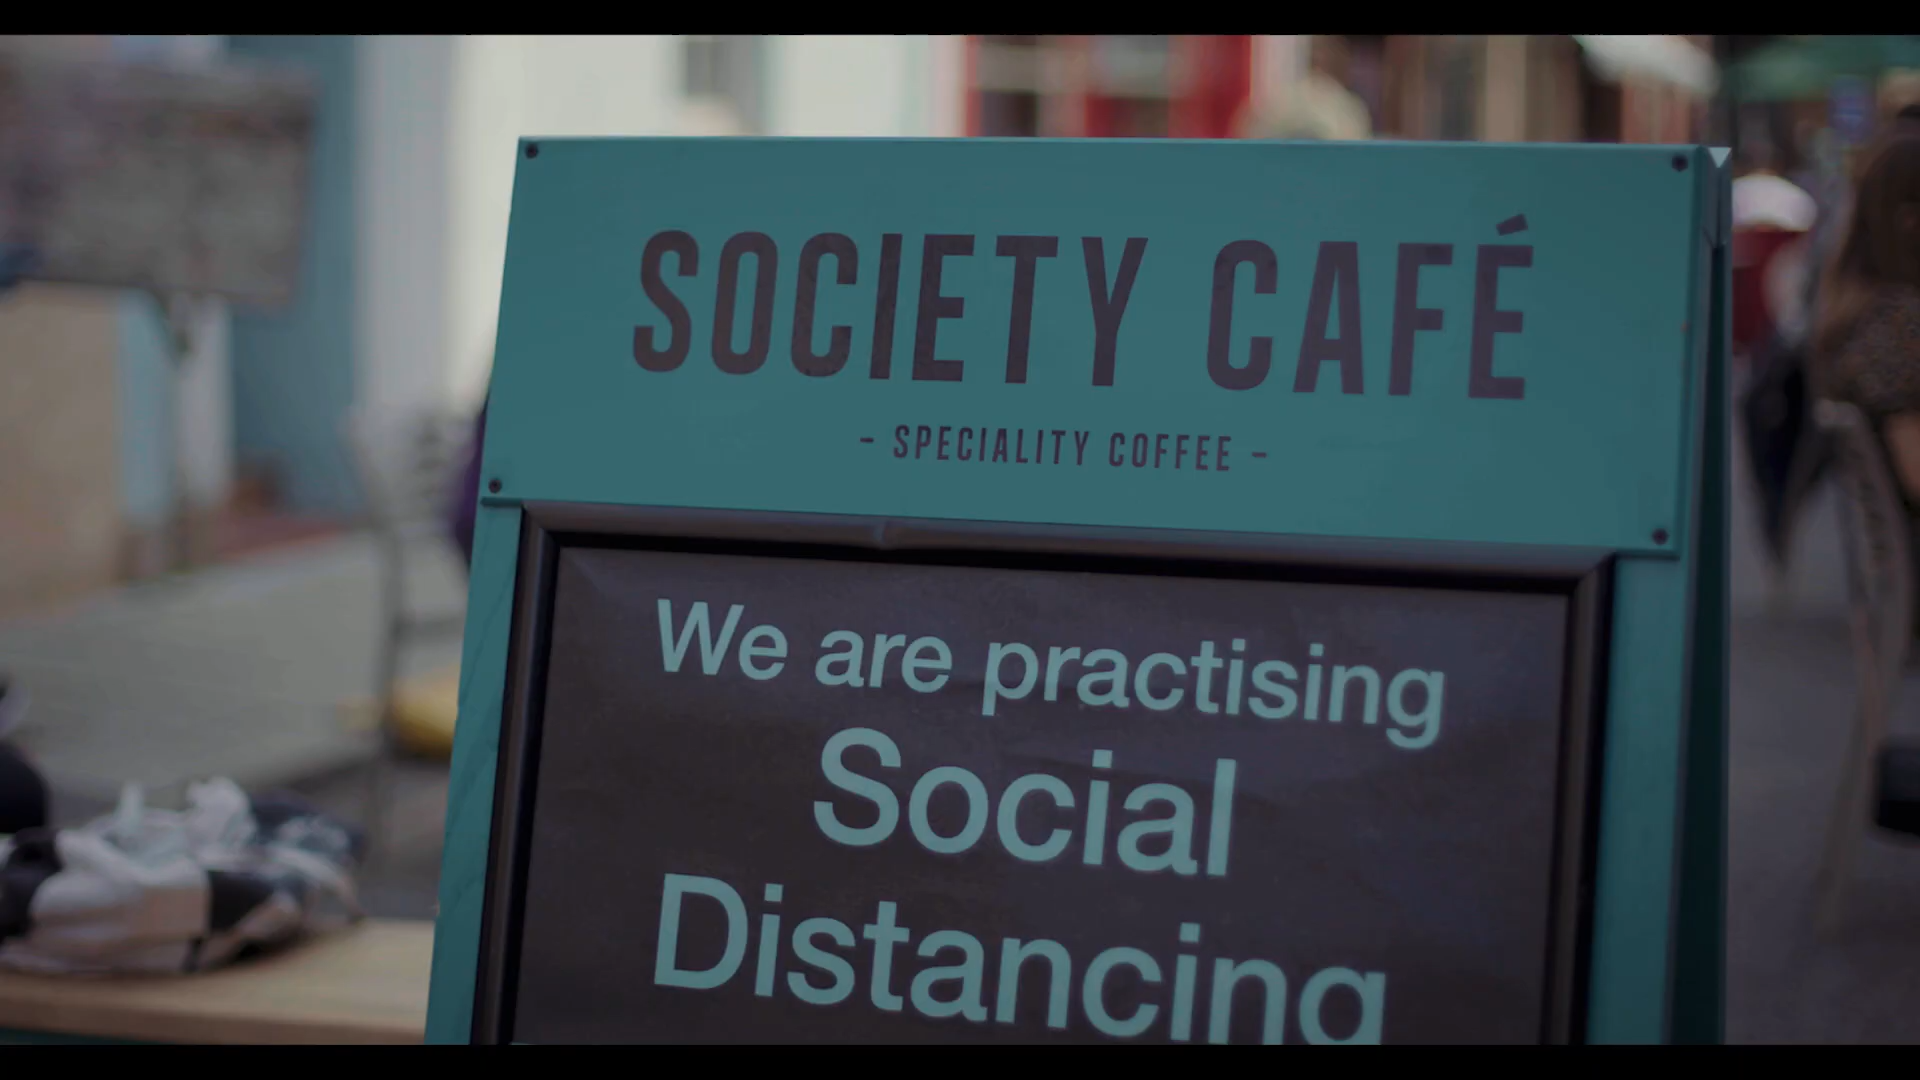 SOCIETY CAFÉ
- SPECIALITY COFFEE -
We are practising
Social
Distancing